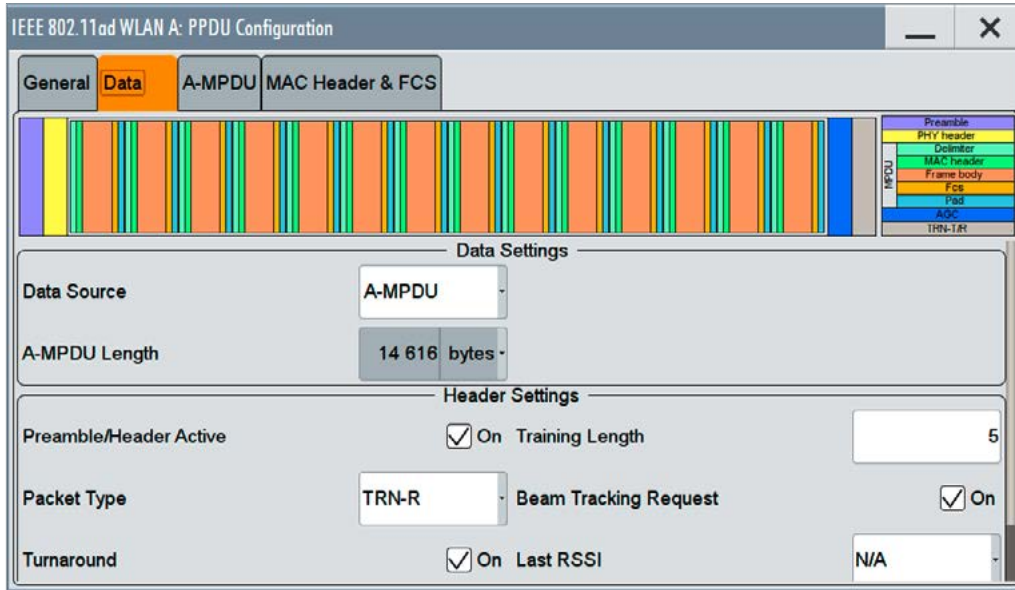 IEEE 802.11ad WLAN A: PPDU Configuration
General Data A-MPDU MAC Header & FCS
Preamble
PHY header
MPDU
Delimiter
MAC header
Frame body
Fcs
Pad
AGC
TRN-T/R
Data Settings
Data Source A-MPDU
A-MPDU Length 14 616 bytes
Header Settings
Preamble/Header Active On Training Length 5
Packet Type TRN-R Beam Tracking Request On
Turnaround On Last RSSI N/A